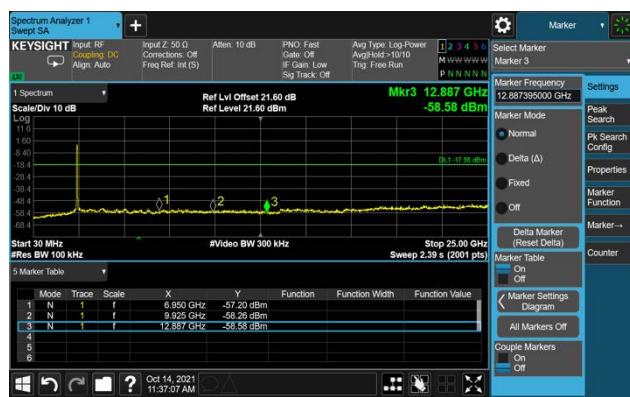 Spectrum Analyzer 1
Swept SA
Marker
KEYSIGHT
Input: RF
Coupling: DC
Align: Auto
Input Z: 50 Ω
Corrections: Off
Freq Ref: Int (S)
Atten: 10 dB
PNO: Fast
Gate: Off
IF Gain: Low
Sig Track: Off
Avg Type: Log-Power
Avg|Hold:>10/10
Trig: Free Run
1 2 3 4 5 6
M W W W W W
P N N N N N
LXI
Select Marker
Marker 3
1 Spectrum
Scale/Div 10 dB
Ref Lvl Offset 21.60 dB
Ref Level 21.60 dBm
Mkr3 12.887 GHz
-58.58 dBm
Log
11.6
1.60
-8.40
-18.4
-28.4
-38.4
-48.4
-58.4
-68.4
DL1 -17.98 dBm
1
2
3
Start 30 MHz
#Res BW 100 kHz
#Video BW 300 kHz
Stop 25.00 GHz
Sweep 2.39 s (2001 pts)
5 Marker Table
Mode Trace Scale X Y Function Function Width Function Value
1 N 1 f 6.950 GHz -57.20 dBm
2 N 1 f 9.925 GHz -58.26 dBm
3 N 1 f 12.887 GHz -58.58 dBm
4
5
6
Marker Frequency
12.887395000 GHz
Marker Mode
Normal
Delta (Δ)
Fixed
Off
Delta Marker
(Reset Delta)
Marker Table
On
Off
Marker Settings
Diagram
All Markers Off
Couple Markers
On
Off
Settings
Peak
Search
Pk Search
Config
Properties
Marker
Function
Marker→
Counter
?
Oct 14, 2021
11:37:07 AM